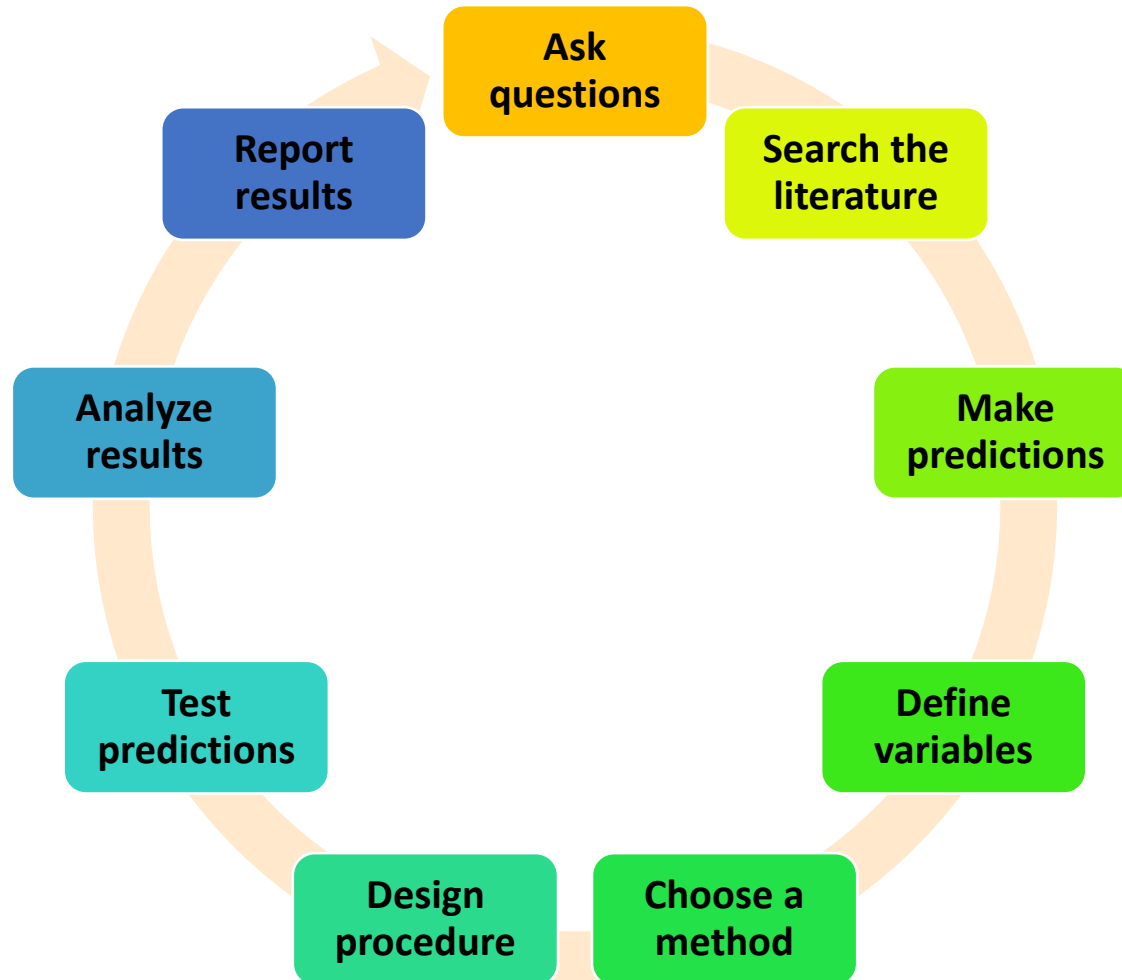 Ask
questions
Search the
literature
Make
predictions
Define
variables
Choose a
method
Design
procedure
Test
predictions
Analyze
results
Report
results